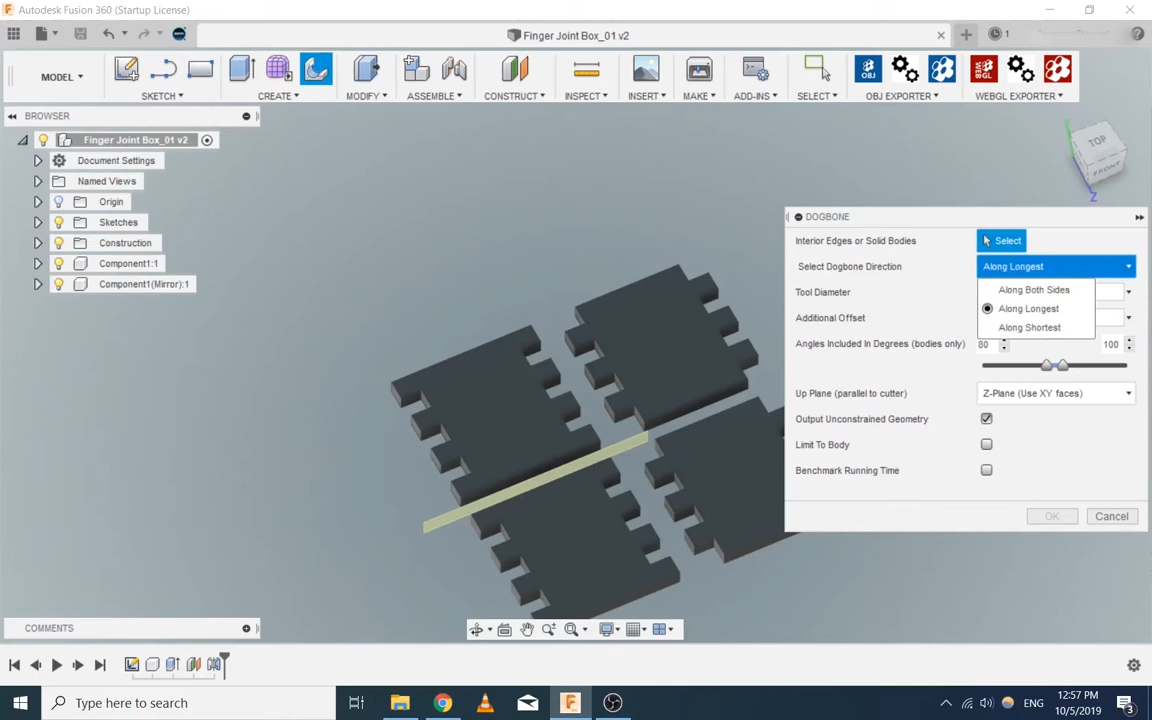 Autodesk Fusion 360 (Startup License)
Finger Joint Box_01 v2
1
MODEL
SKETCH
CREATE
MODIFY
ASSEMBLE
CONSTRUCT
INSPECT
INSERT
MAKE
ADD-INS
SELECT
OBJ
OBJ EXPORTER
WEBGL
WEBGL EXPORTER
BROWSER
Finger Joint Box_01 v2
Document Settings
Named Views
Origin
Sketches
Construction
Component1:1
Component1(Mirror):1
TOP
FRONT
Z
DOGBONE
Interior Edges or Solid Bodies
Select
Select Dogbone Direction
Along Longest
Along Both Sides
Along Longest
Along Shortest
Tool Diameter
Additional Offset
Angles Included In Degrees (bodies only)
80
100
Up Plane (parallel to cutter)
Z-Plane (Use XY faces)
Output Unconstrained Geometry
Limit To Body
Benchmark Running Time
OK
Cancel
COMMENTS
Type here to search
ENG
12:57 PM
10/5/2019
3